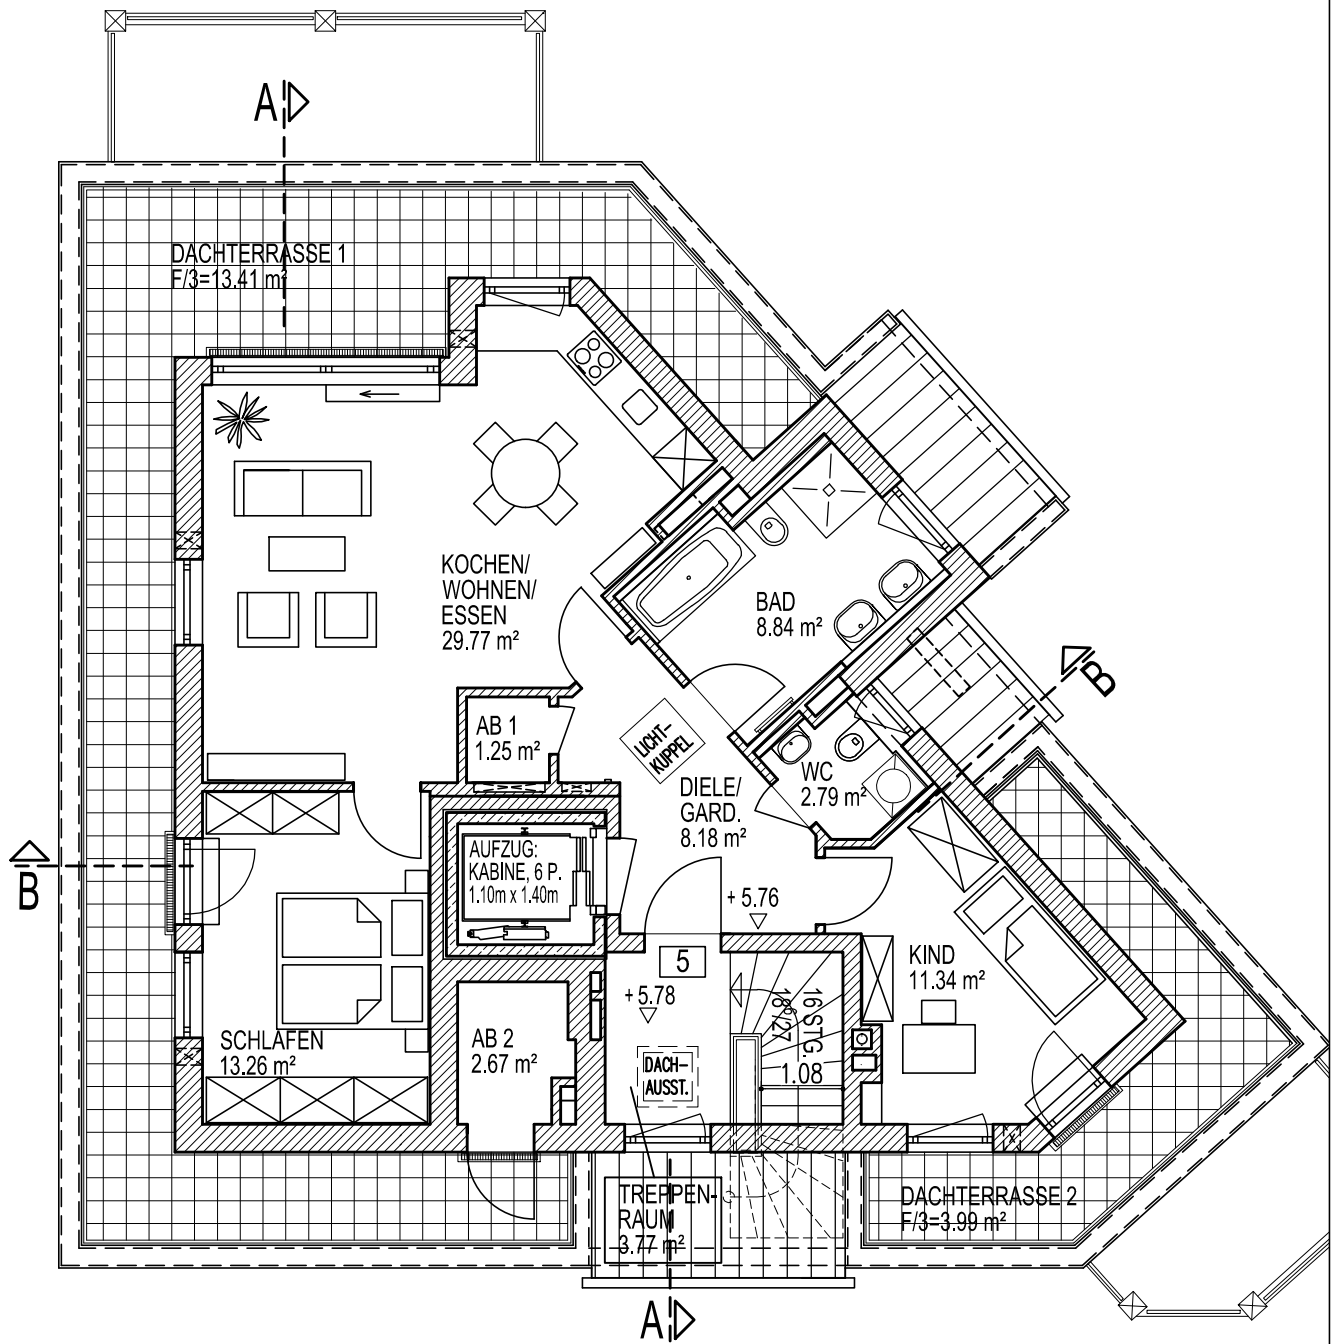 A
DACHTERRASSE 1
F/3=13.41 m²
KOCHEN/
WOHNEN/
ESSEN
29.77 m²
BAD
8.84 m²
B
AB 1
1.25 m²
LICHT-
KUPPEL
DIELE/
GARD.
8.18 m²
WC
2.79 m²
B
AUFZUG:
KABINE, 6 P.
1.10m x 1.40m
+ 5.76
5
KIND
11.34 m²
+ 5.78
16 STG.
18⁰/27
1.08
SCHLAFEN
13.26 m²
AB 2
2.67 m²
DACH-
AUSST.
TREPPEN-
RAUM
3.77 m²
DACHTERRASSE 2
F/3=3.99 m²
A